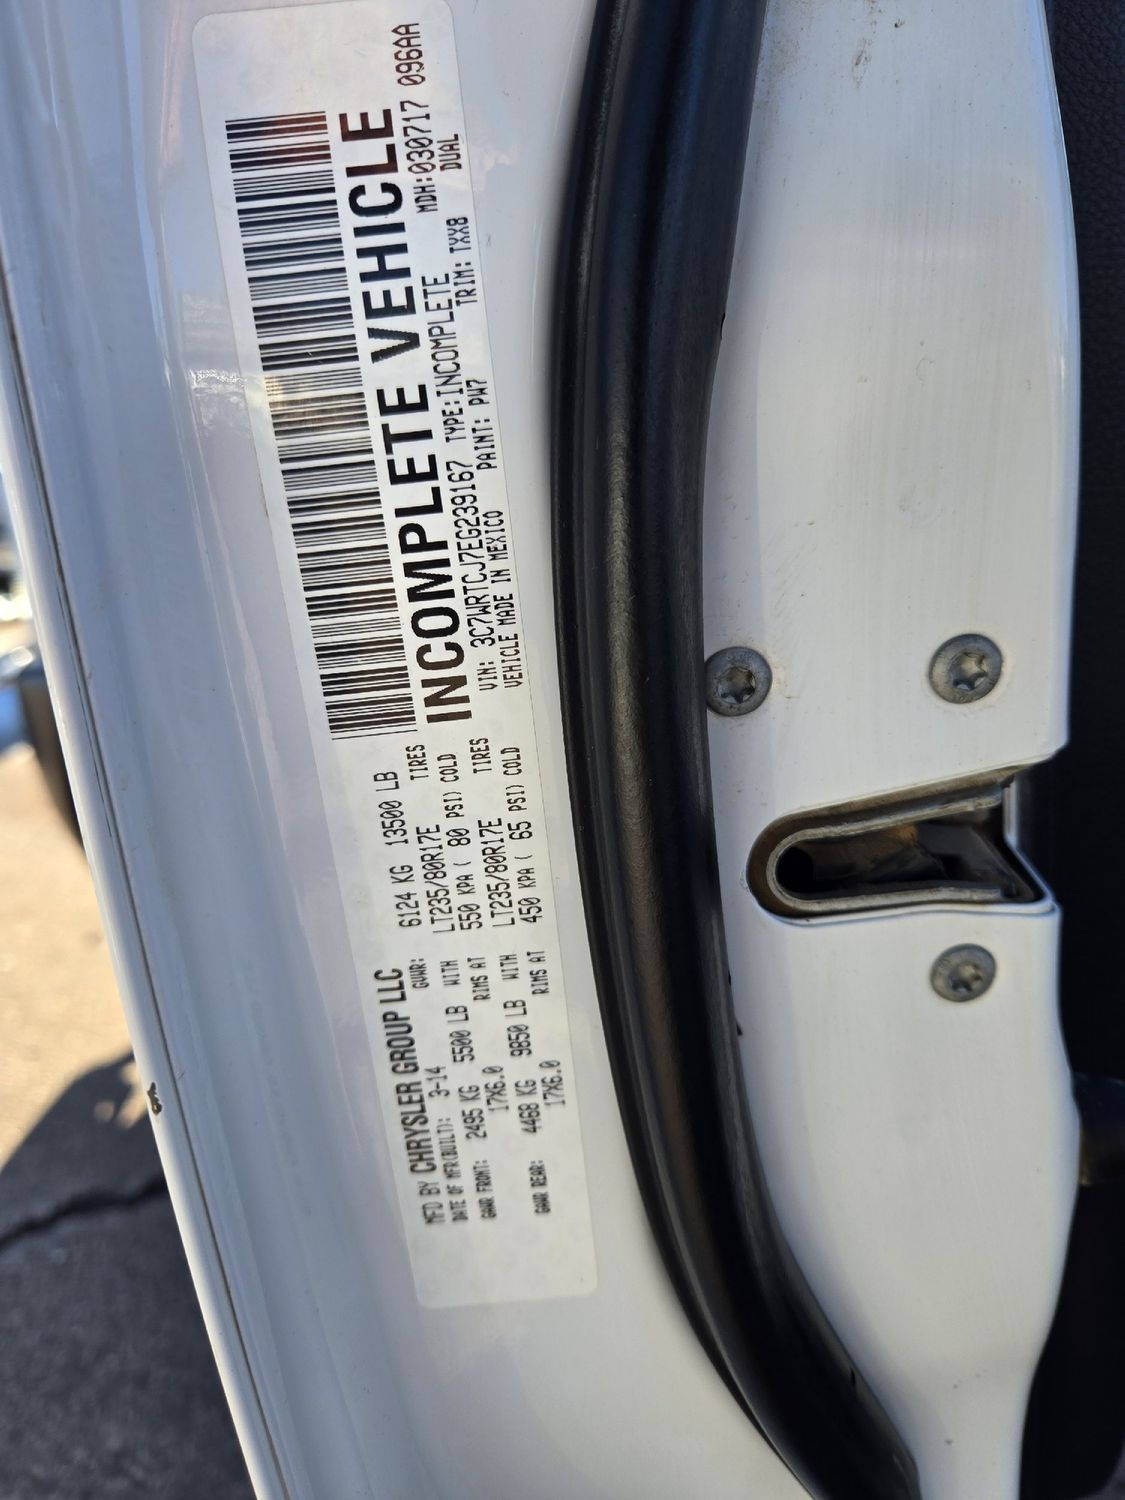 MFD BY CHRYSLER GROUP LLC
DATE OF MFR(BUILT): 3-14 GVWR: 6124 KG 13500 LB
GAWR FRONT: 2495 KG 5500 LB WITH LT235/80R17E TIRES
17X6.0 RIMS AT 550 KPA ( 80 PSI) COLD
GAWR REAR: 4468 KG 9850 LB WITH LT235/80R17E TIRES
17X6.0 RIMS AT 450 KPA ( 65 PSI) COLD
INCOMPLETE VEHICLE
MDH:030717 096AA
VIN: 3C7WRTCJ7EG239167 TYPE:INCOMPLETE DUAL
VEHICLE MADE IN MEXICO PAINT: PW7 TRIM: TXX8